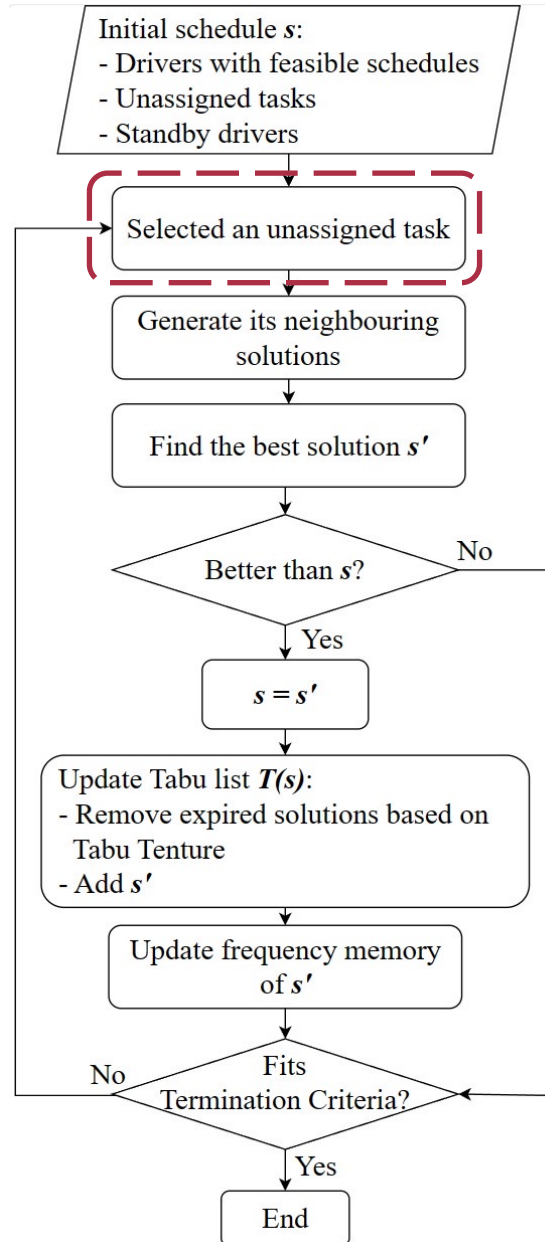 Initial schedule s:
- Drivers with feasible schedules
- Unassigned tasks
- Standby drivers
Selected an unassigned task
Generate its neighbouring
solutions
Find the best solution s'
Better than s?
No
Yes
s = s'
Update Tabu list T(s):
- Remove expired solutions based on
Tabu Tenture
- Add s'
Update frequency memory
of s'
Fits
Termination Criteria?
No
Yes
End